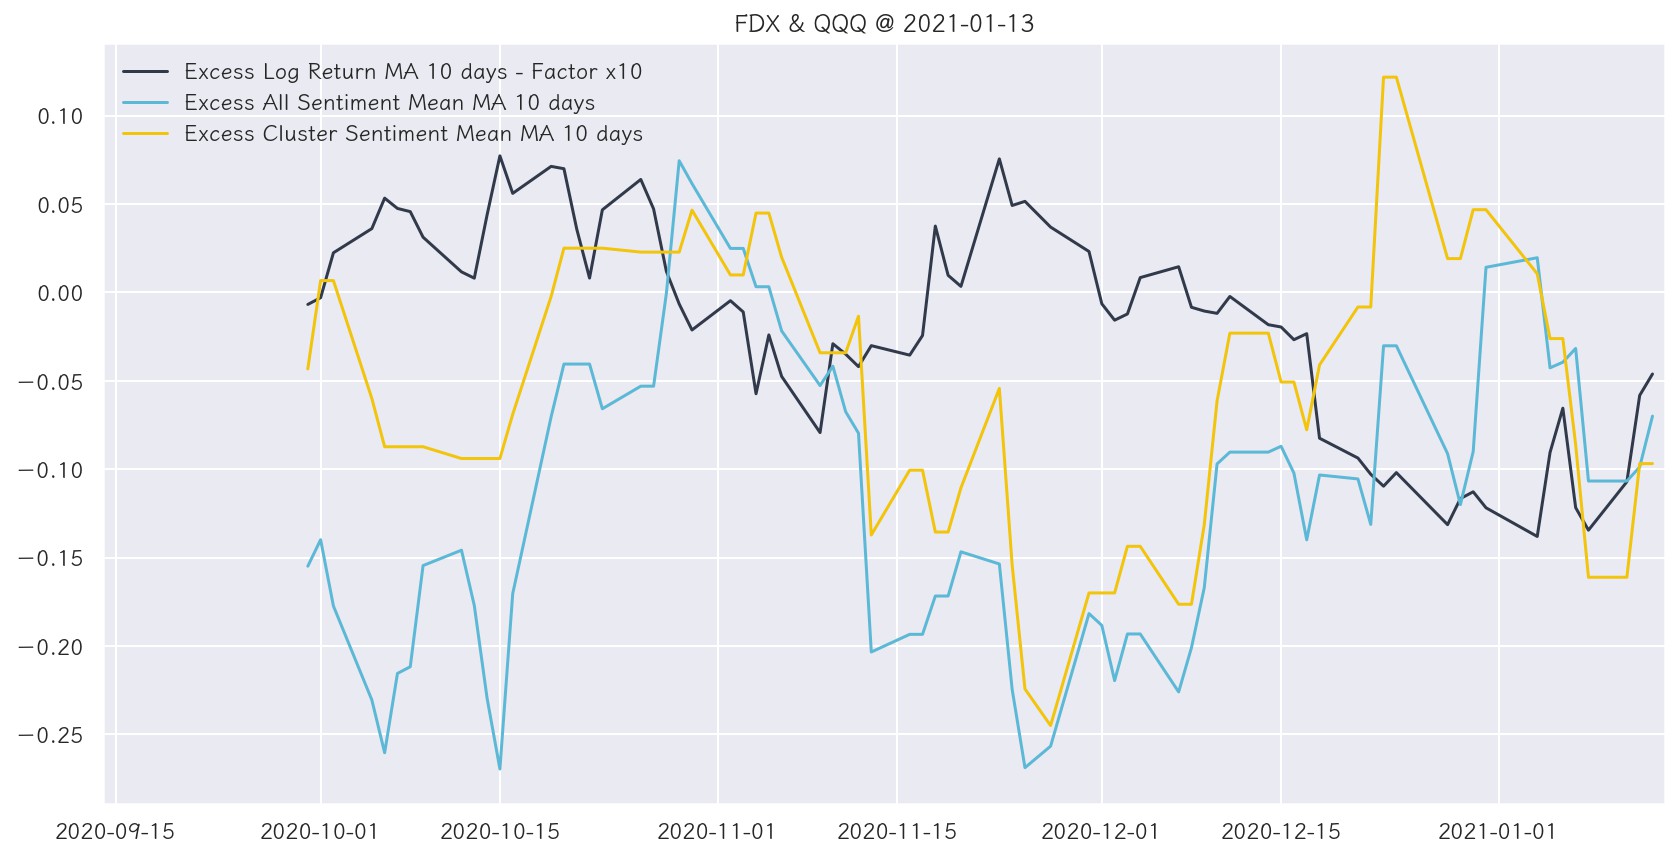 FDX & QQQ @ 2021-01-13
Excess Log Return MA 10 days - Factor x10
Excess All Sentiment Mean MA 10 days
Excess Cluster Sentiment Mean MA 10 days
0.10
0.05
0.00
−0.05
−0.10
−0.15
−0.20
−0.25
2020-09-15 2020-10-01 2020-10-15 2020-11-01 2020-11-15 2020-12-01 2020-12-15 2021-01-01